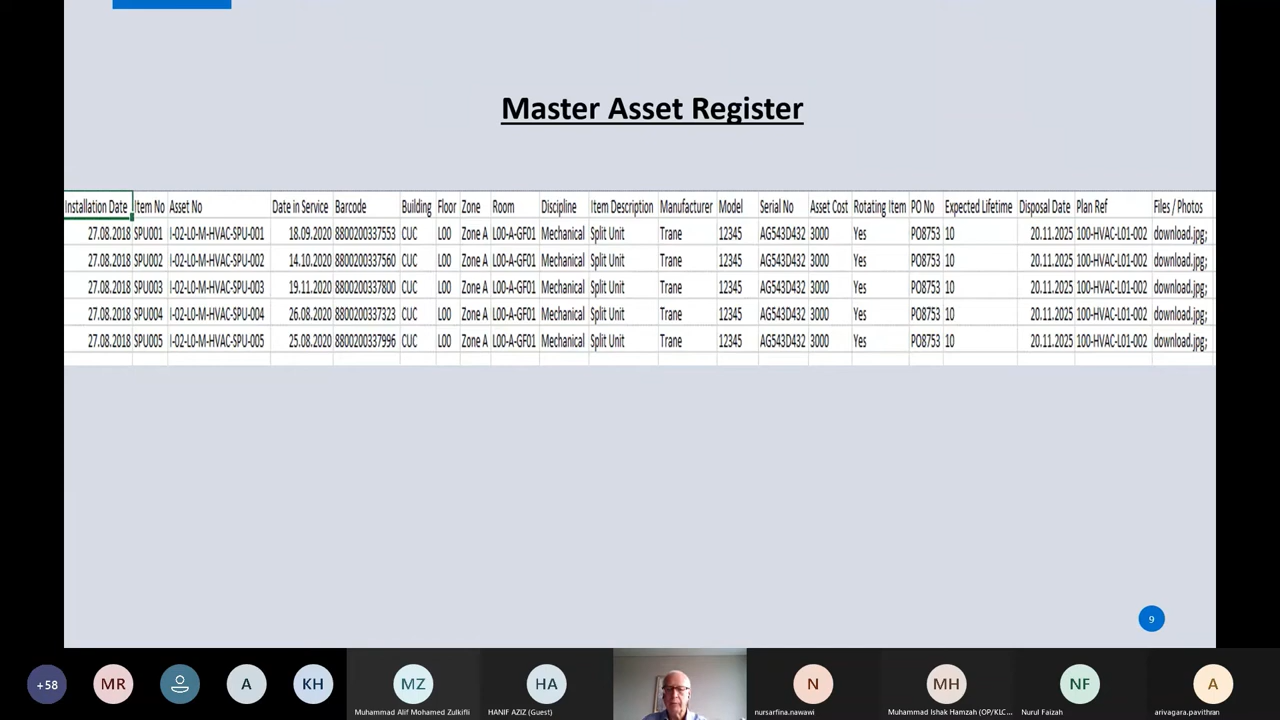 Master Asset Register
Installation Date Item No Asset No Date in Service Barcode Building Floor Zone Room Discipline Item Description Manufacturer Model Serial No Asset Cost Rotating Item PO No Expected Lifetime Disposal Date Plan Ref Files / Photos
27.08.2018 SPU001 I-02-L0-M-HVAC-SPU-001 18.09.2020 8800200337553 CUC L00 Zone A L00-A-GF01 Mechanical Split Unit Trane 12345 AG543D432 3000 Yes PO8753 10 20.11.2025 100-HVAC-L01-002 download.jpg;
27.08.2018 SPU002 I-02-L0-M-HVAC-SPU-002 14.10.2020 8800200337560 CUC L00 Zone A L00-A-GF01 Mechanical Split Unit Trane 12345 AG543D432 3000 Yes PO8753 10 20.11.2025 100-HVAC-L01-002 download.jpg;
27.08.2018 SPU003 I-02-L0-M-HVAC-SPU-003 19.11.2020 8800200337800 CUC L00 Zone A L00-A-GF01 Mechanical Split Unit Trane 12345 AG543D432 3000 Yes PO8753 10 20.11.2025 100-HVAC-L01-002 download.jpg;
27.08.2018 SPU004 I-02-L0-M-HVAC-SPU-004 26.08.2020 8800200337323 CUC L00 Zone A L00-A-GF01 Mechanical Split Unit Trane 12345 AG543D432 3000 Yes PO8753 10 20.11.2025 100-HVAC-L01-002 download.jpg;
27.08.2018 SPU005 I-02-L0-M-HVAC-SPU-005 25.08.2020 8800200337996 CUC L00 Zone A L00-A-GF01 Mechanical Split Unit Trane 12345 AG543D432 3000 Yes PO8753 10 20.11.2025 100-HVAC-L01-002 download.jpg;
9
+58 MR A KH MZ HA N MH NF A
Muhammad Alif Mohamed Zulkifli HANIF AZIZ (Guest) nursarfina.nawawi Muhammad Ishak Hamzah (OP/KLC... Nurul Faizah arivagara.pavithran